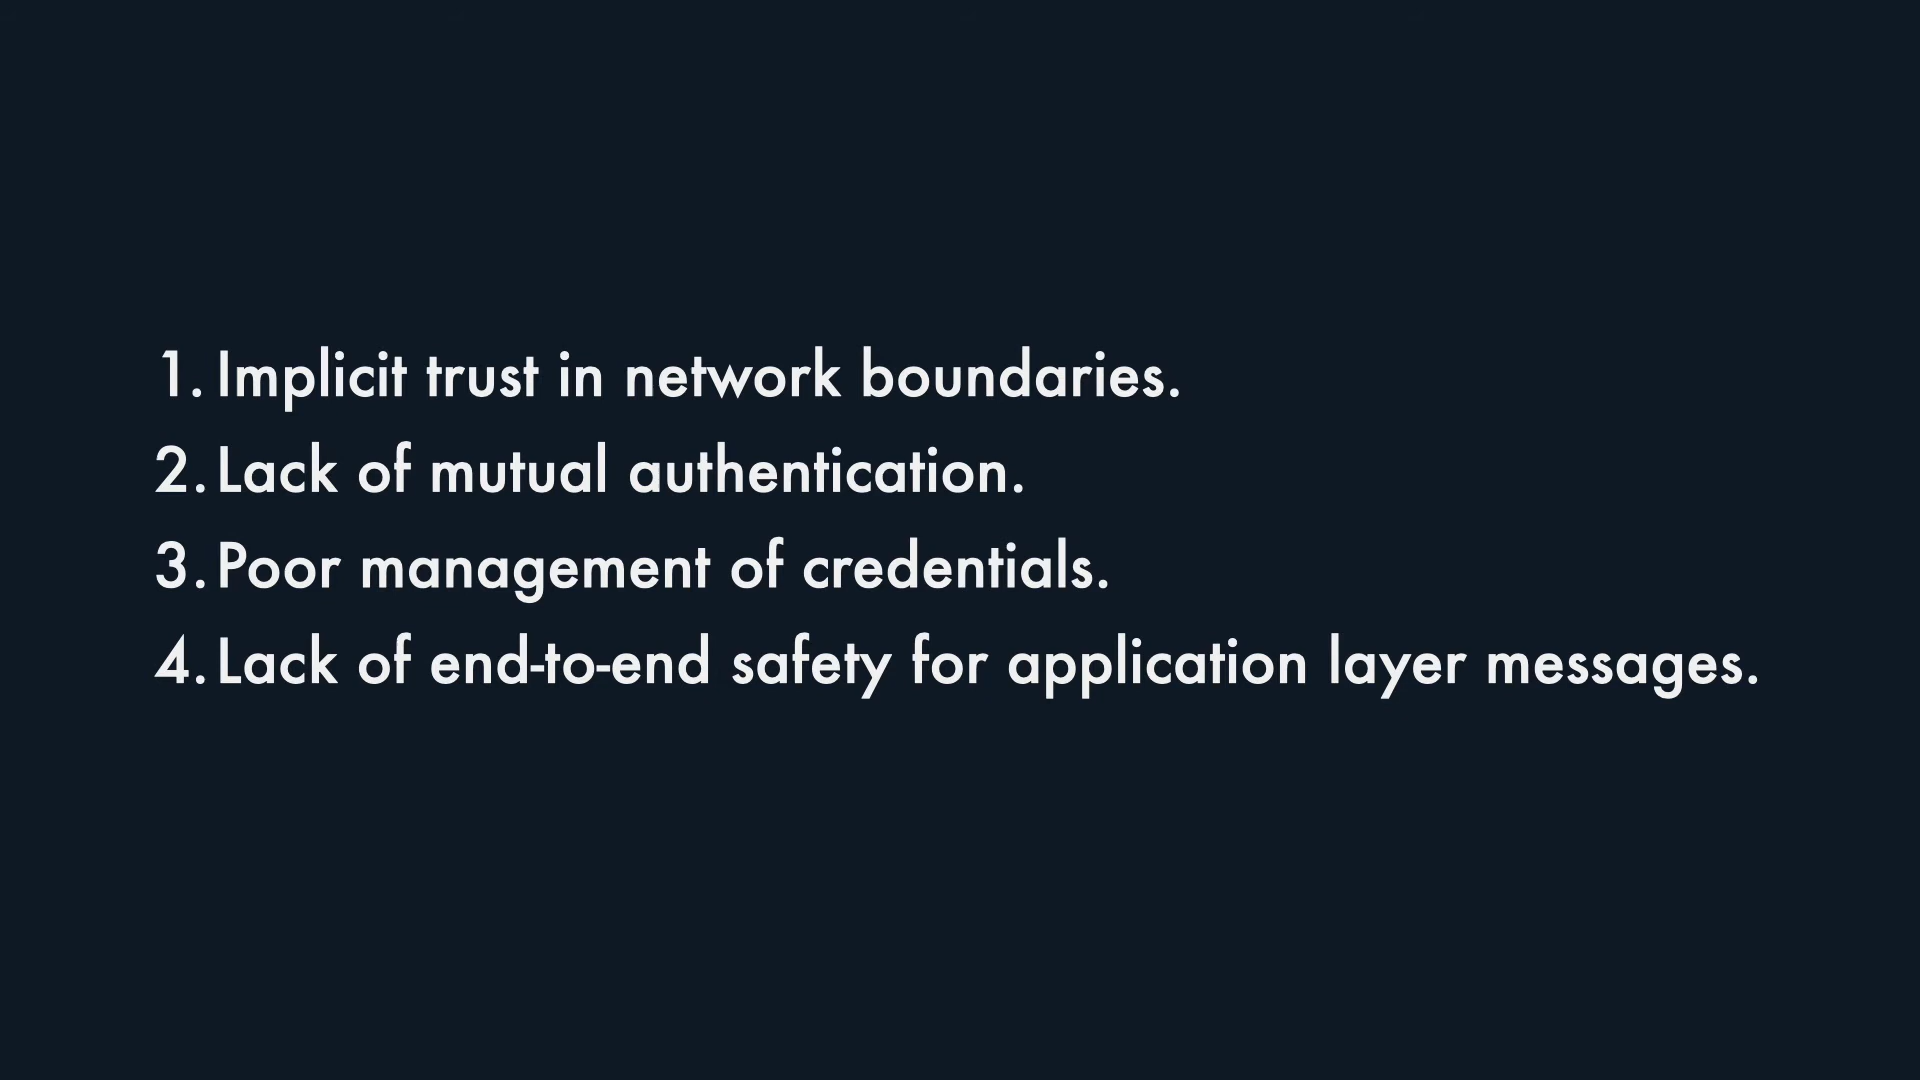 1. Implicit trust in network boundaries.
2. Lack of mutual authentication.
3. Poor management of credentials.
4. Lack of end-to-end safety for application layer messages.